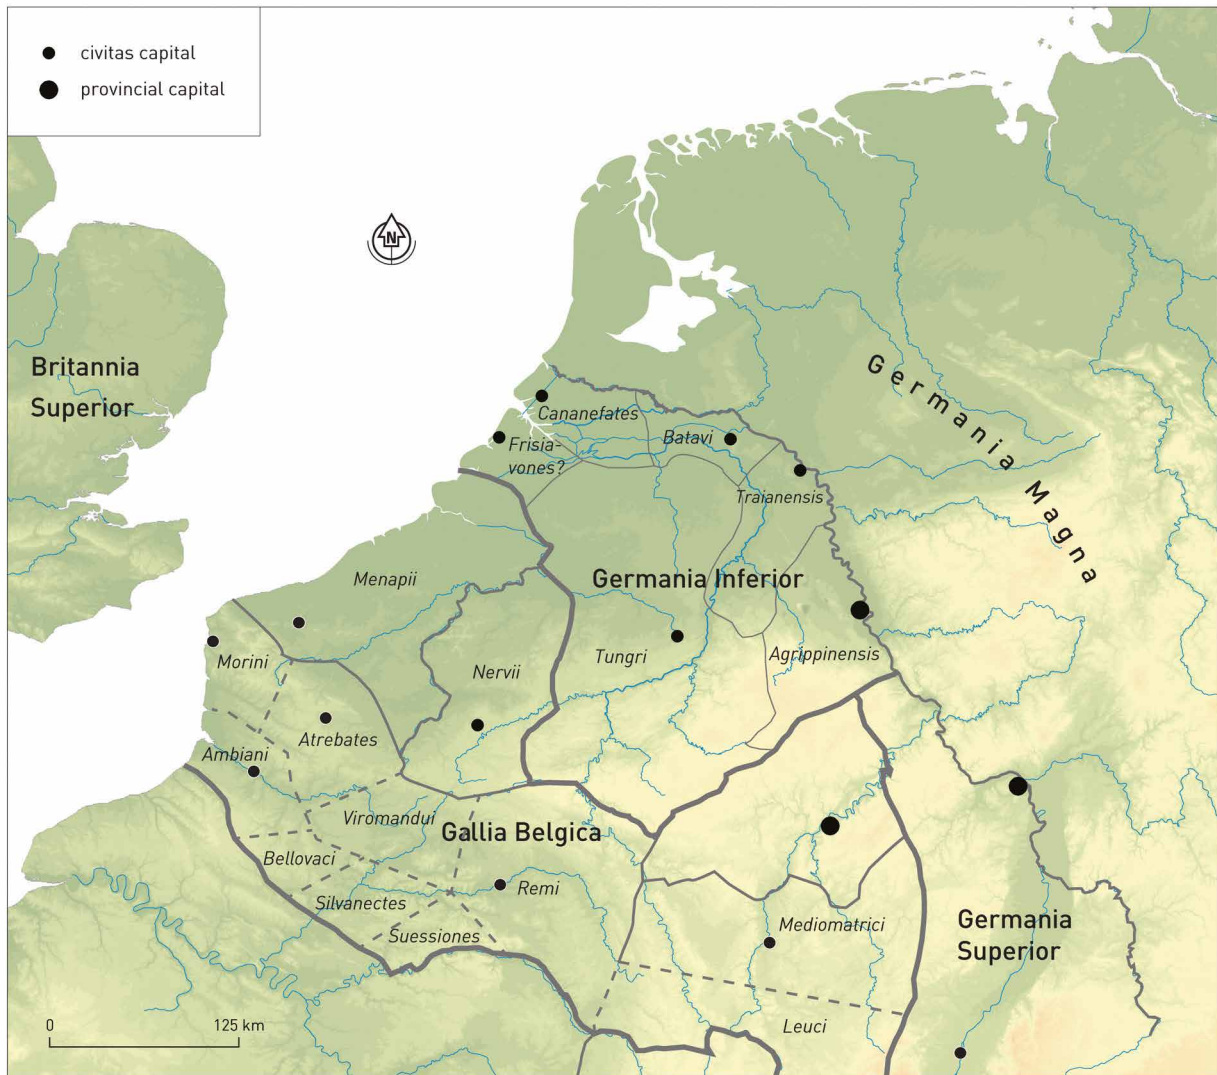 civitas capital
provincial capital
N
Britannia
Superior
Germania Magna
Cananefates
Frisia-
vones?
Batavi
Traianensis
Menapii
Germania Inferior
Morini
Nervii
Tungri
Agrippinensis
Atrebates
Ambiani
Viromandui
Gallia Belgica
Bellovaci
Silvanectes
Remi
Suessiones
Mediomatrici
Germania
Superior
Leuci
0
125 km